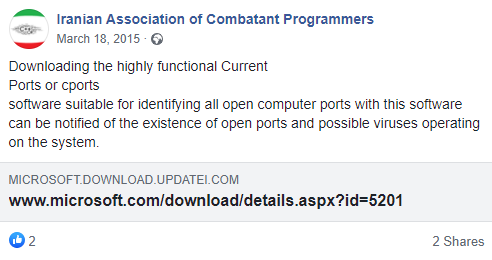 Iranian Association of Combatant Programmers
March 18, 2015 ·
Downloading the highly functional Current
Ports or cports
software suitable for identifying all open computer ports with this software
can be notified of the existence of open ports and possible viruses operating
on the system.
MICROSOFT.DOWNLOAD.UPDATEI.COM
www.microsoft.com/download/details.aspx?id=5201
2
2 Shares